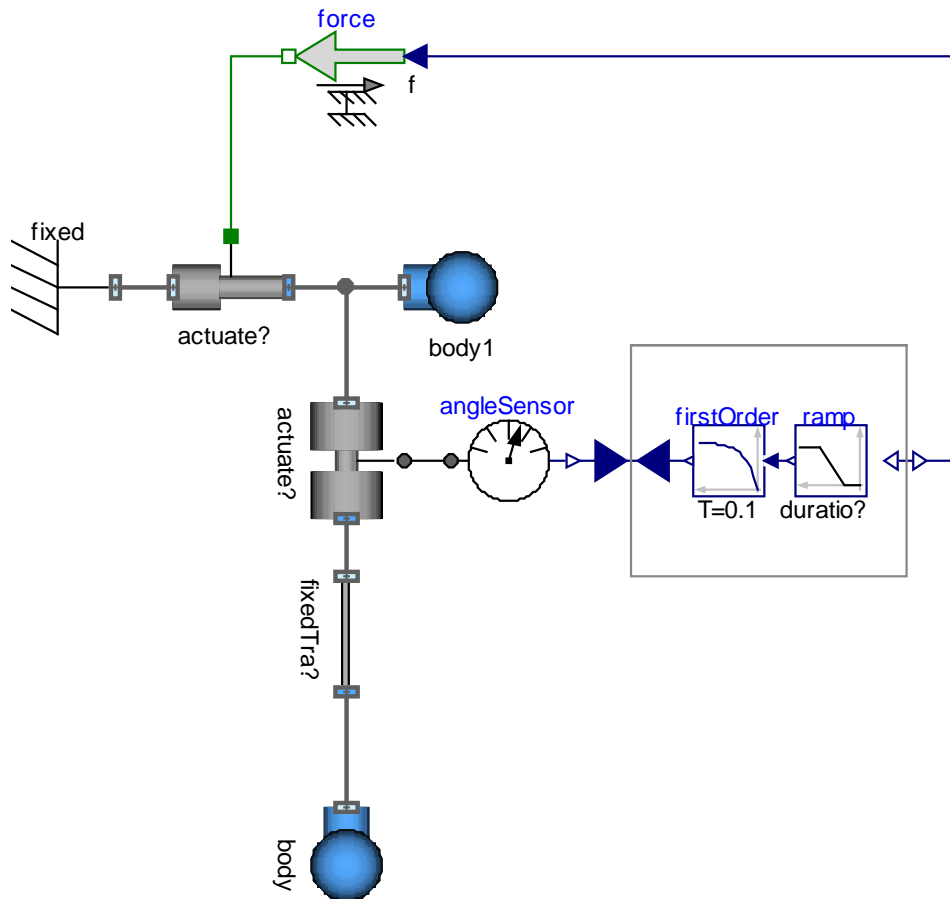 force
f
fixed
actuate?
body1
actuate?
angleSensor
firstOrder
ramp
T=0.1
duratio?
fixedTra?
body